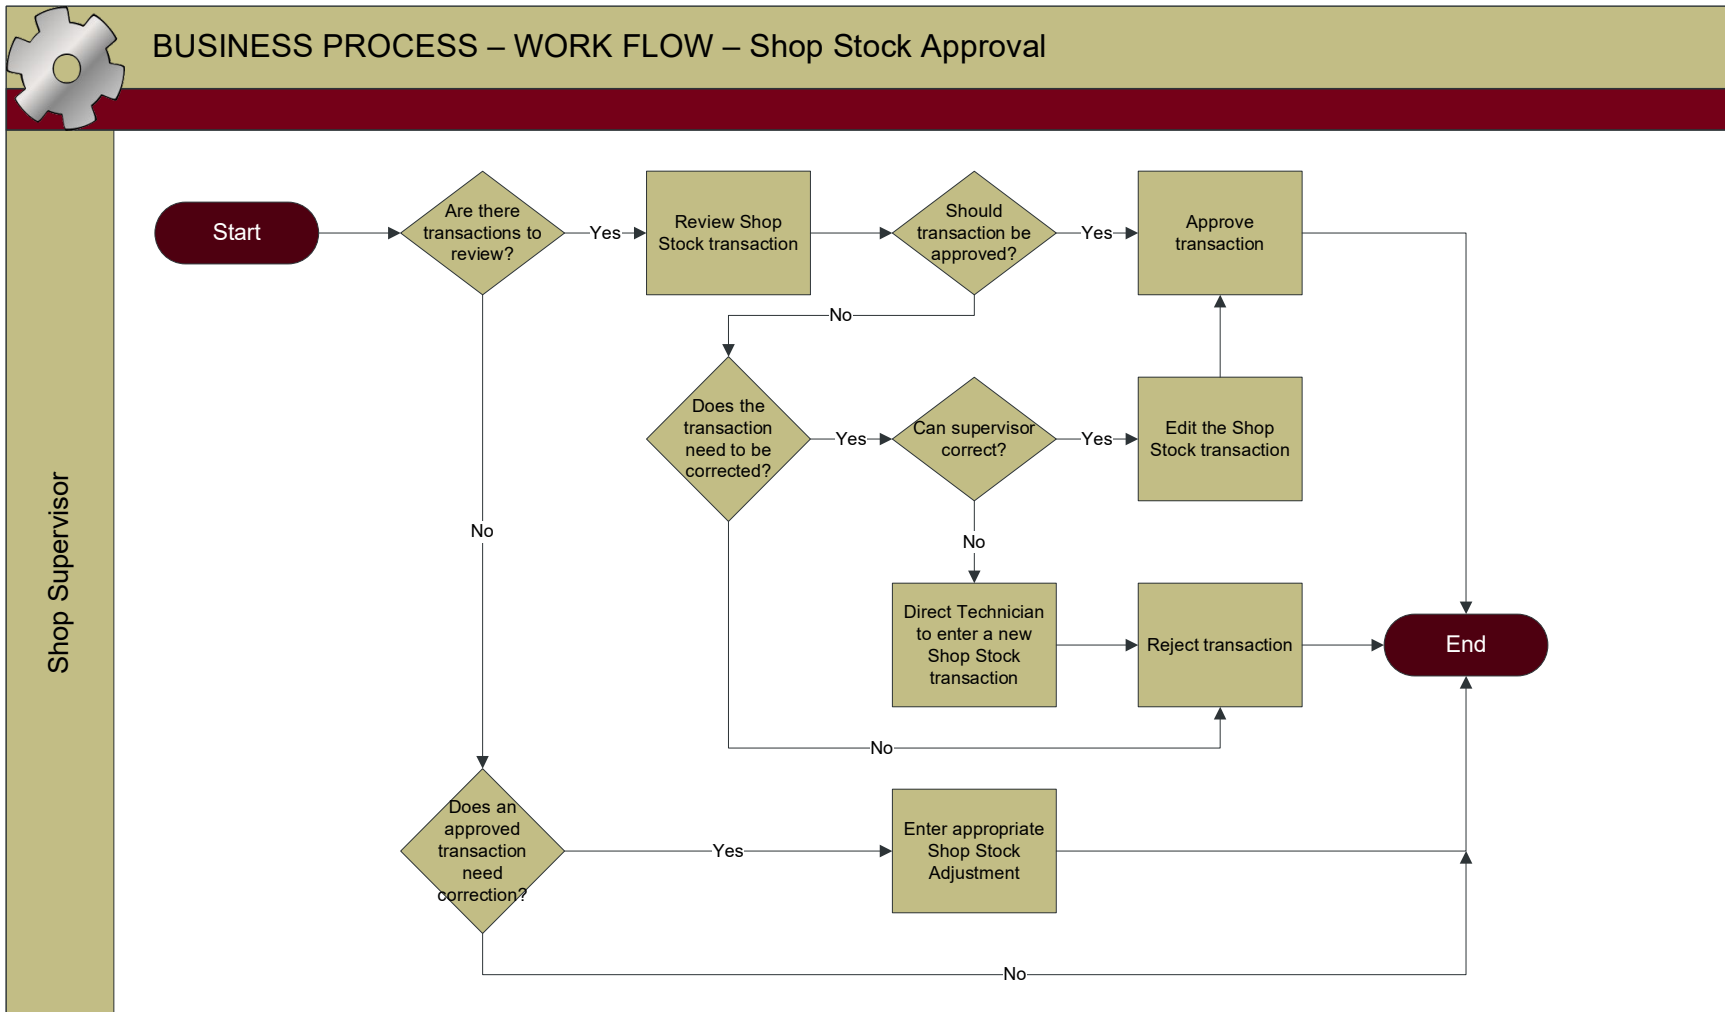 BUSINESS PROCESS – WORK FLOW – Shop Stock Approval
Shop Supervisor
Start
Are there
transactions to
review?
Yes
Review Shop
Stock transaction
Should
transaction be
approved?
Yes
Approve
transaction
No
Does the
transaction
need to be
corrected?
Yes
Can supervisor
correct?
Yes
Edit the Shop
Stock transaction
No
No
Direct Technician
to enter a new
Shop Stock
transaction
Reject transaction
End
No
Does an
approved
transaction
need
correction?
Yes
Enter appropriate
Shop Stock
Adjustment
No